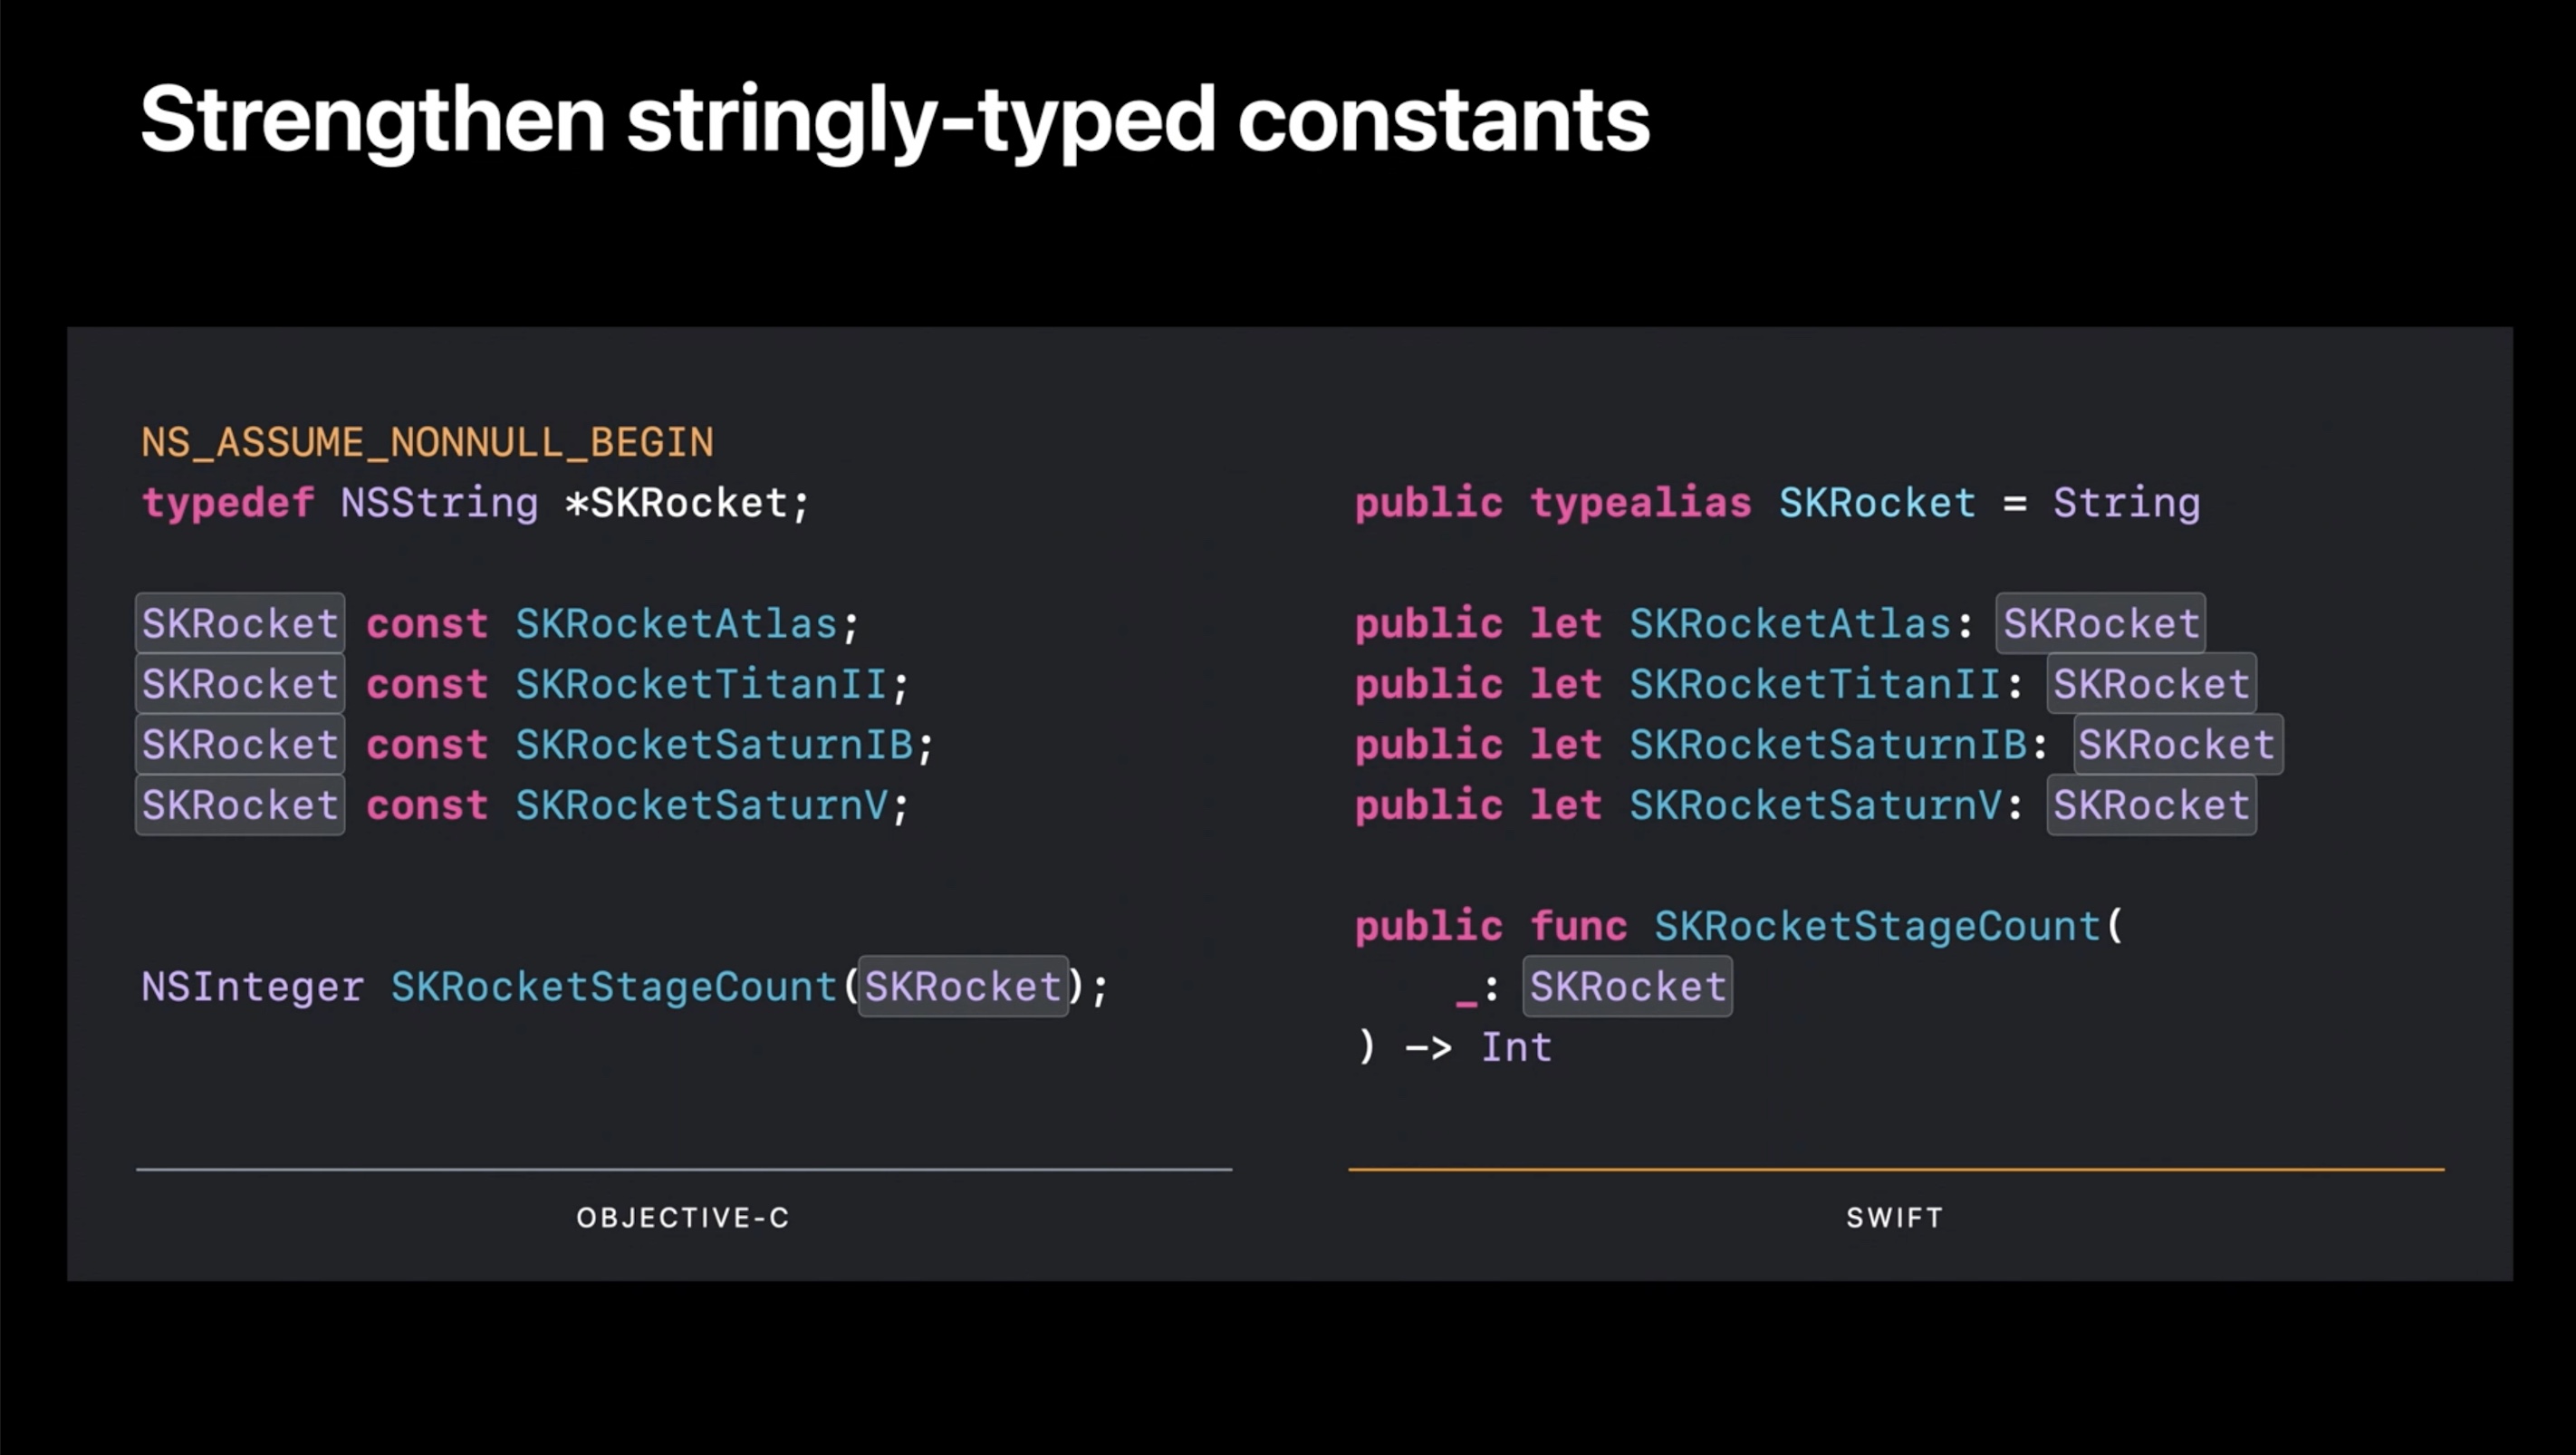 Strengthen stringly-typed constants
NS_ASSUME_NONNULL_BEGIN
typedef NSString *SKRocket;
SKRocket const SKRocketAtlas;
SKRocket const SKRocketTitanII;
SKRocket const SKRocketSaturnIB;
SKRocket const SKRocketSaturnV;
NSInteger SKRocketStageCount(SKRocket);
OBJECTIVE-C
public typealias SKRocket = String
public let SKRocketAtlas: SKRocket
public let SKRocketTitanII: SKRocket
public let SKRocketSaturnIB: SKRocket
public let SKRocketSaturnV: SKRocket
public func SKRocketStageCount(
_: SKRocket
) -> Int
SWIFT